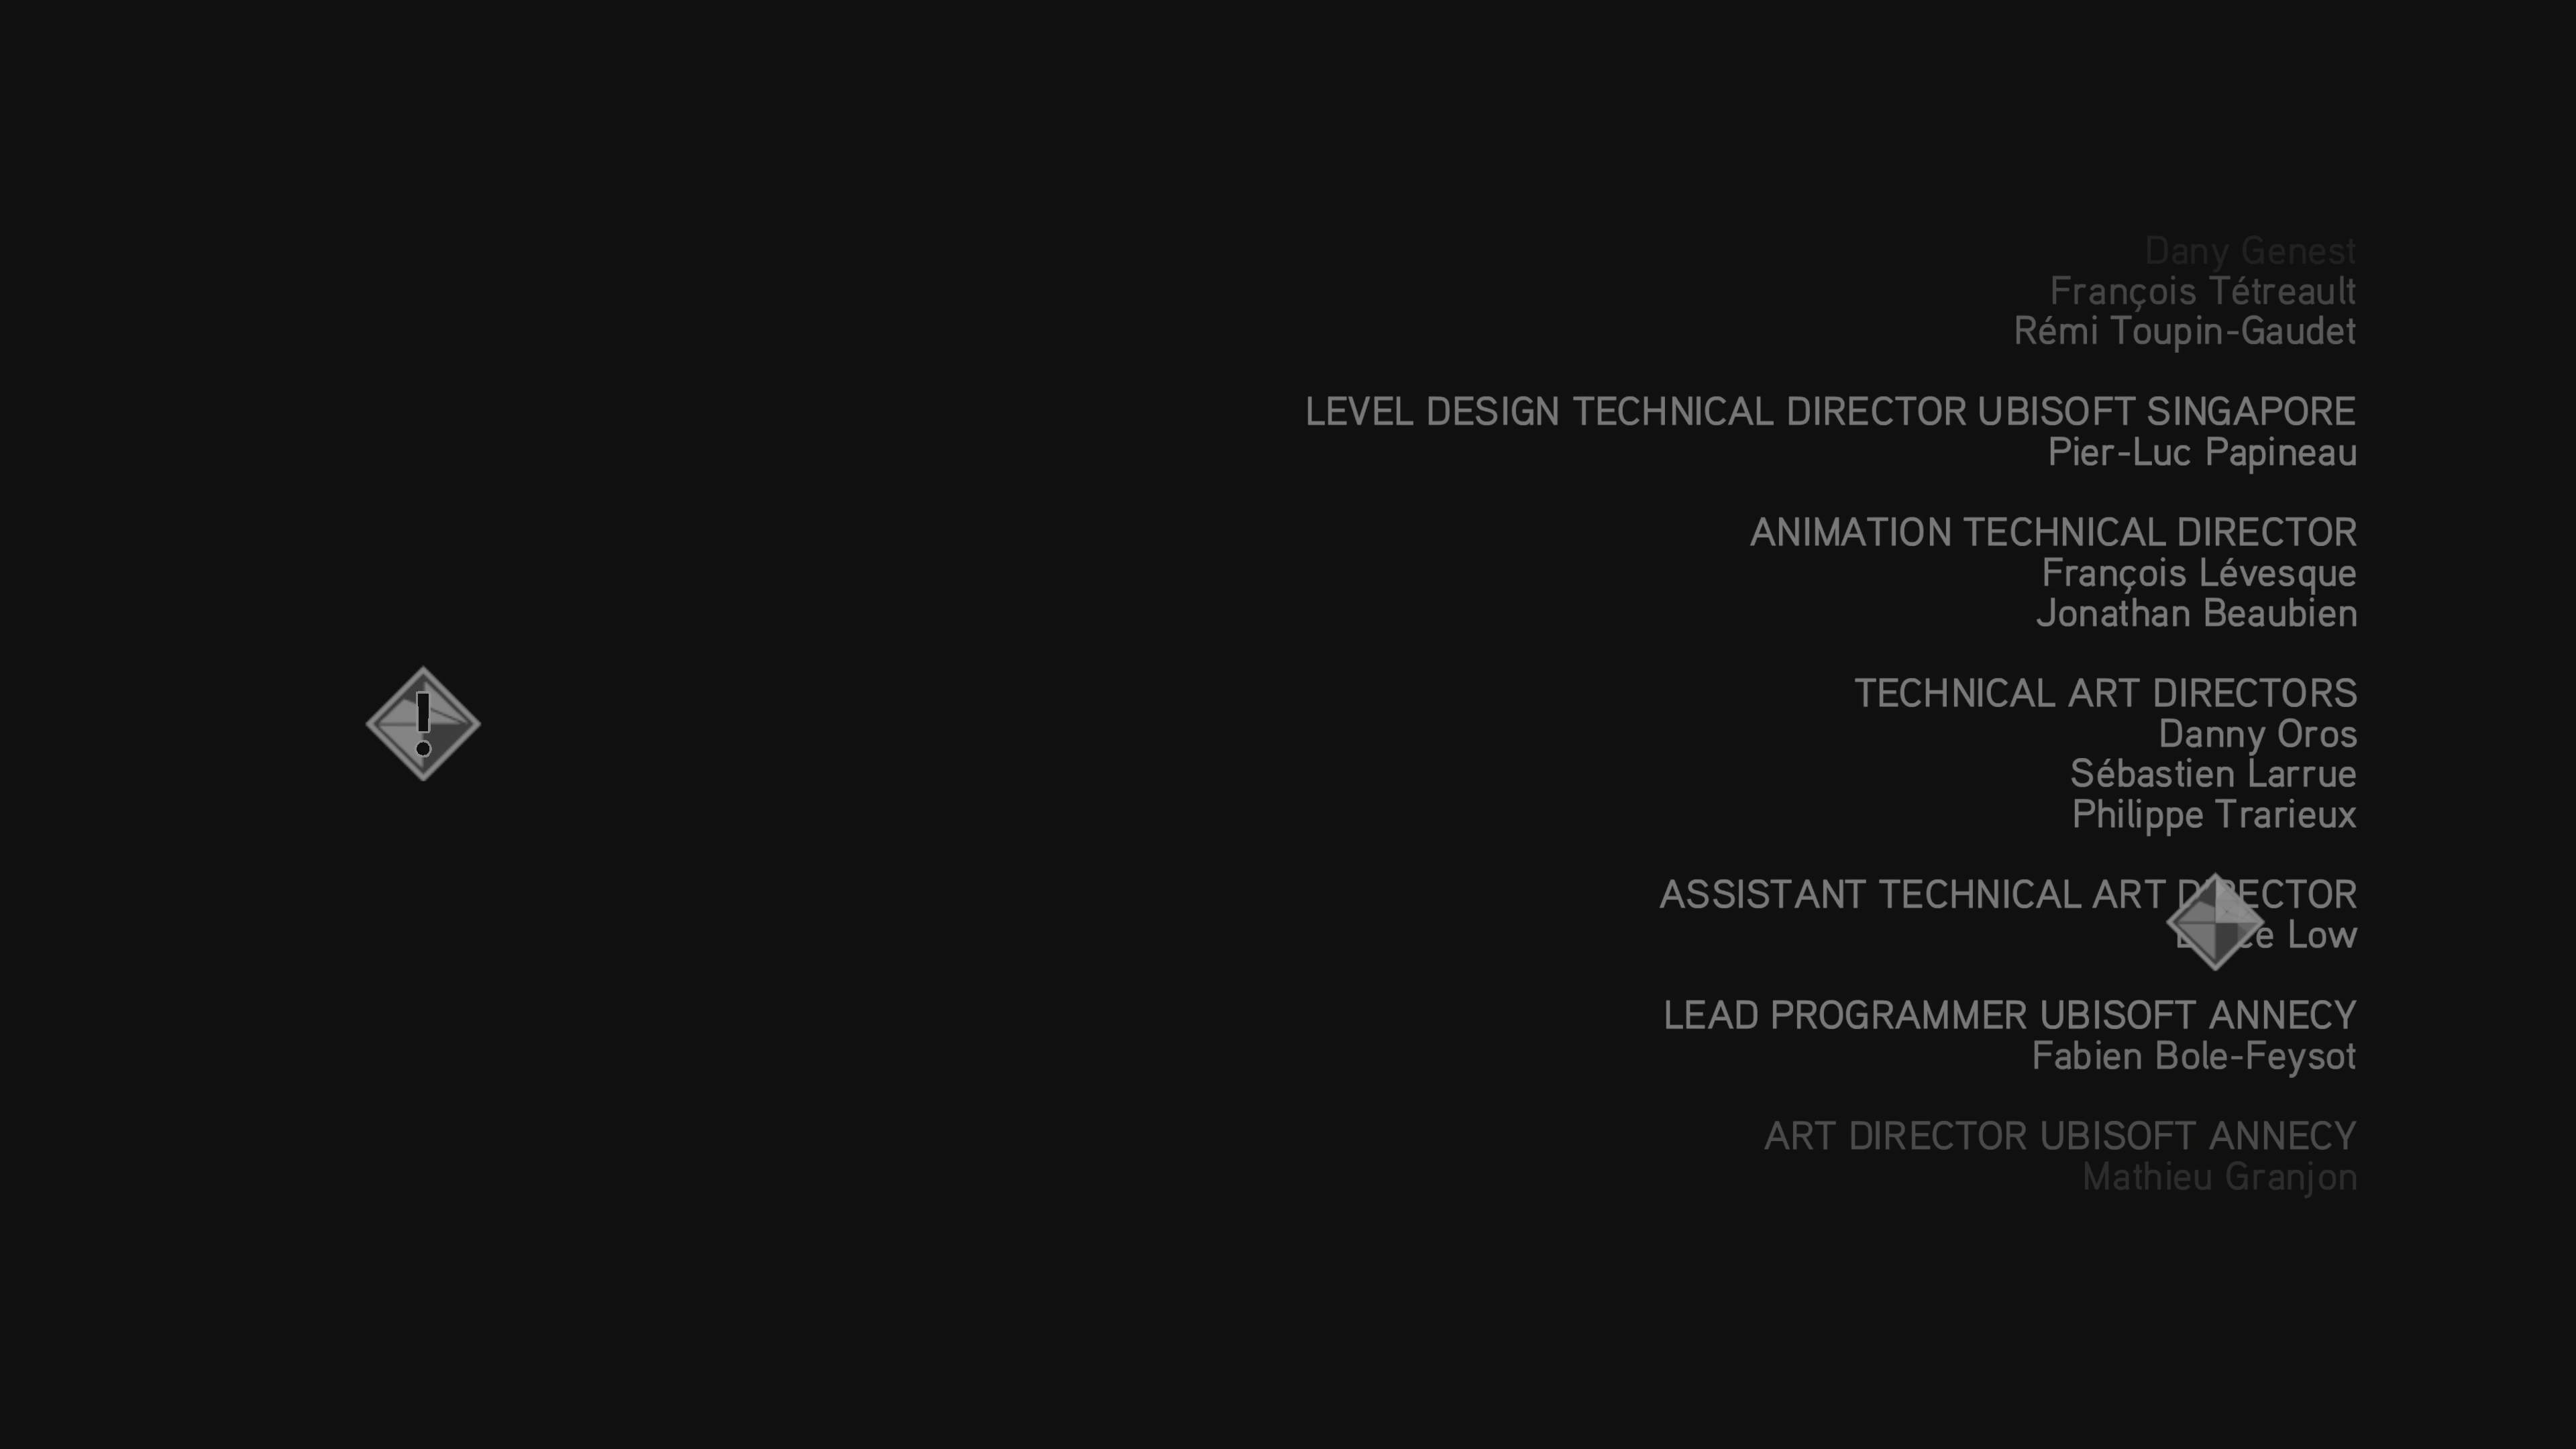 Dany Genest
François Tétreault
Rémi Toupin-Gaudet
LEVEL DESIGN TECHNICAL DIRECTOR UBISOFT SINGAPORE
Pier-Luc Papineau
ANIMATION TECHNICAL DIRECTOR
François Lévesque
Jonathan Beaubien
TECHNICAL ART DIRECTORS
Danny Oros
Sébastien Larrue
Philippe Trarieux
ASSISTANT TECHNICAL ART DIRECTOR
Low
LEAD PROGRAMMER UBISOFT ANNECY
Fabien Bole-Feysot
ART DIRECTOR UBISOFT ANNECY
Mathieu Granjon